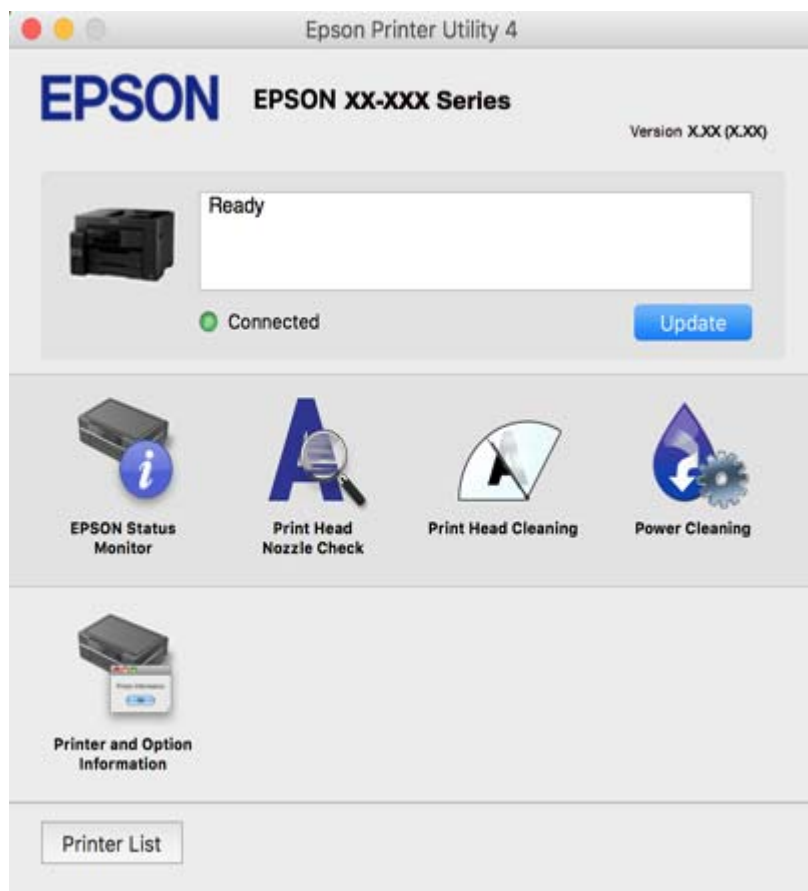 Epson Printer Utility 4
EPSON
EPSON XX-XXX Series
Version X.XX (X.XX)
Ready
Connected
Update
EPSON Status
Monitor
Print Head
Nozzle Check
Print Head Cleaning
Power Cleaning
Printer and Option
Information
Printer List